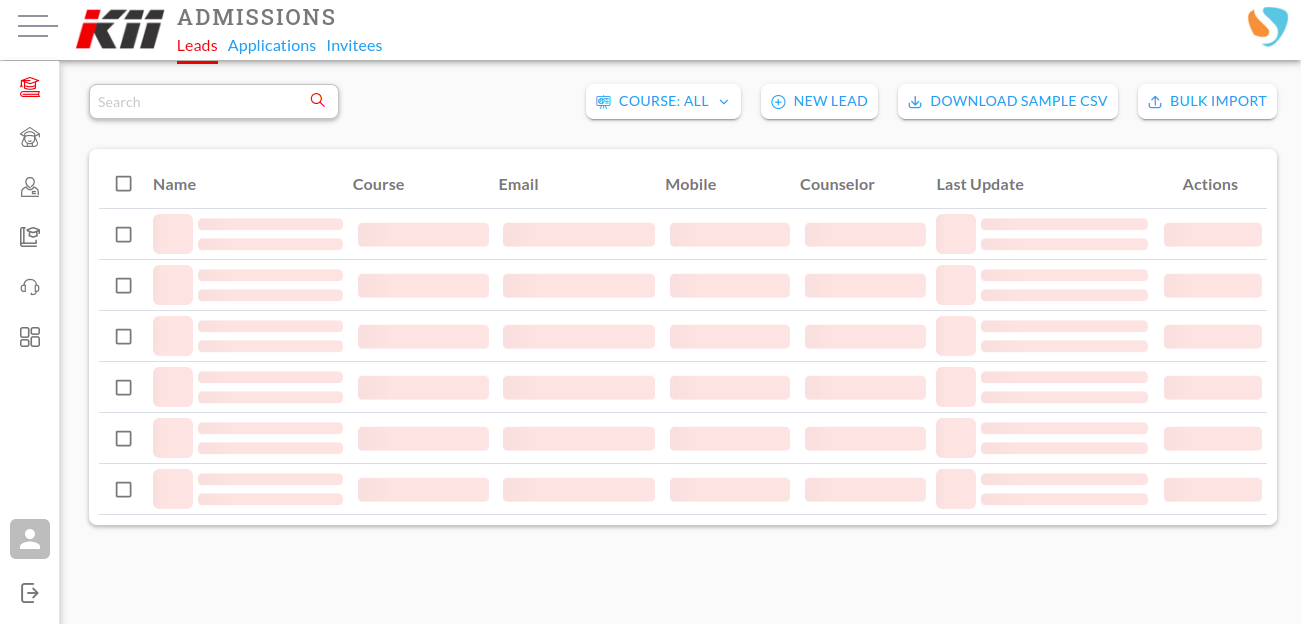 KII
ADMISSIONS
Leads Applications Invitees
Search
COURSE: ALL
NEW LEAD
DOWNLOAD SAMPLE CSV
BULK IMPORT
Name Course Email Mobile Counselor Last Update Actions